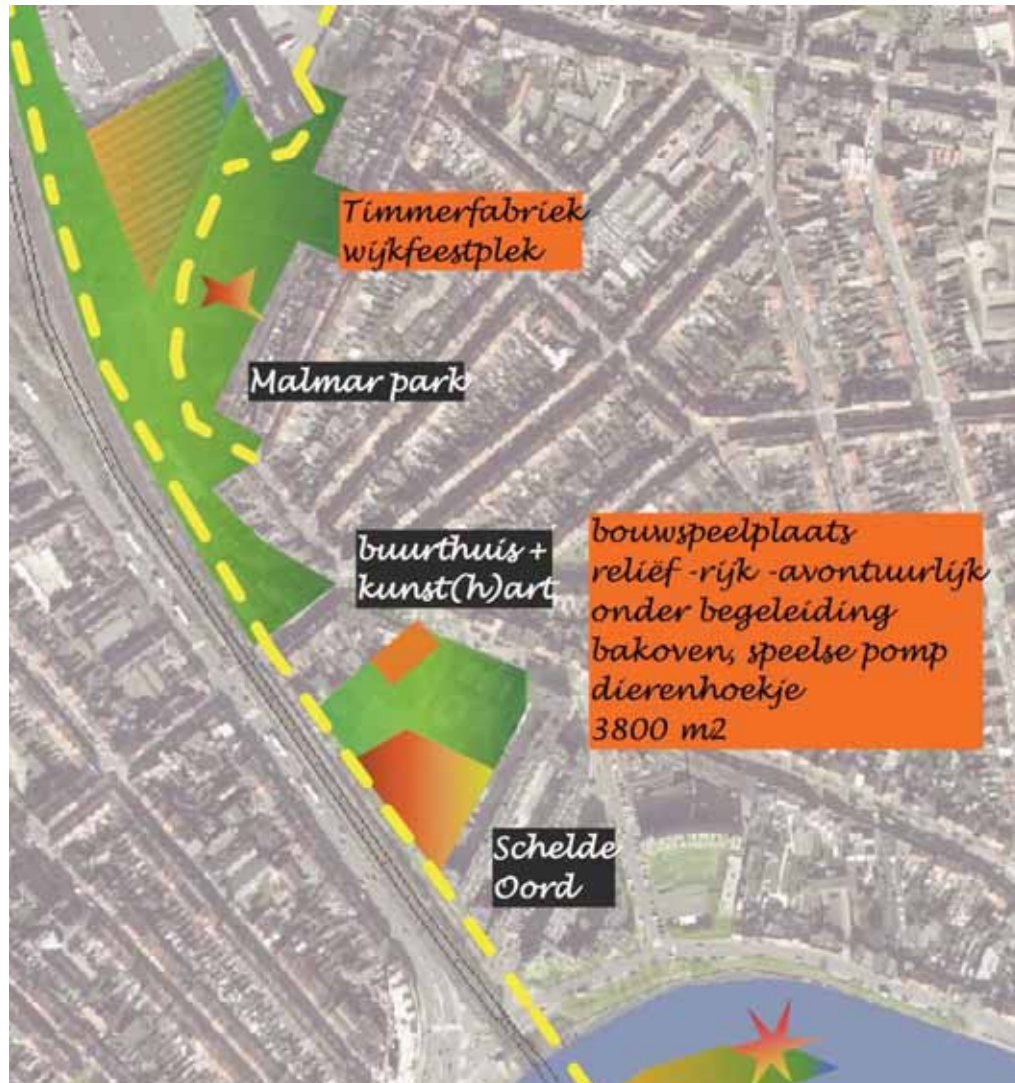 Timmerfabriek
wijkfeestplek
Malmar park
buurthuis +
kunst(h)art
bouwspeelplaats
reliëf -rijk -avontuurlijk
onder begeleiding
bakoven, speelse pomp
dierenhoekje
3800 m2
Schelde
Oord